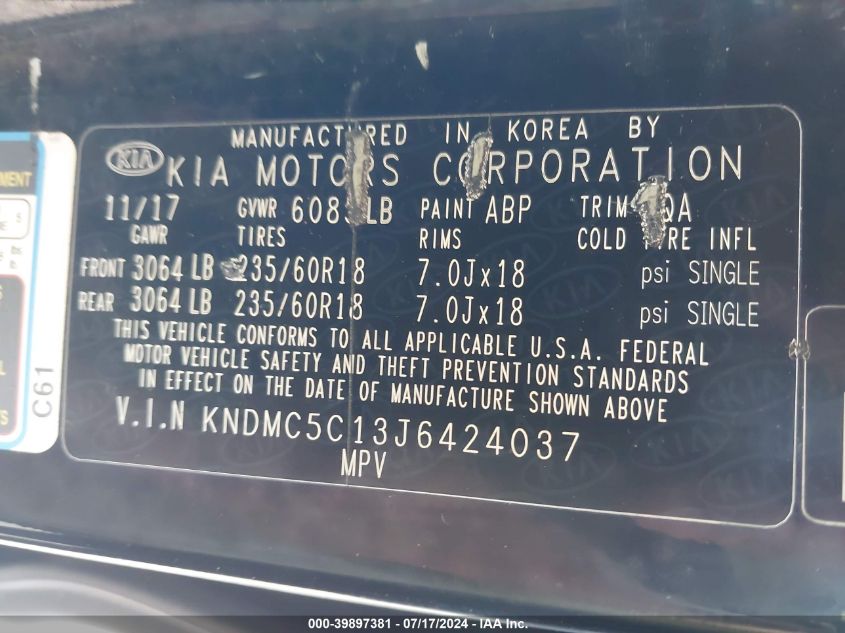 MANUFACTURED IN KOREA BY
KIA KIA MOTORS CORPORATION
11/17 GVWR LB PAINT ABP TRIM
GAWR TIRES RIMS COLD TIRE INFL
FRONT 3064 LB 235/60R18 7.0Jx18 psi SINGLE
REAR 3064 LB 235/60R18 7.0Jx18 psi SINGLE
THIS VEHICLE CONFORMS TO ALL APPLICABLE U.S.A. FEDERAL
MOTOR VEHICLE SAFETY AND THEFT PREVENTION STANDARDS
IN EFFECT ON THE DATE OF MANUFACTURE SHOWN ABOVE
V.I.N KNDMC5C13J6424037
MPV
C61
000-39897381 - 07/17/2024 - IAA Inc.